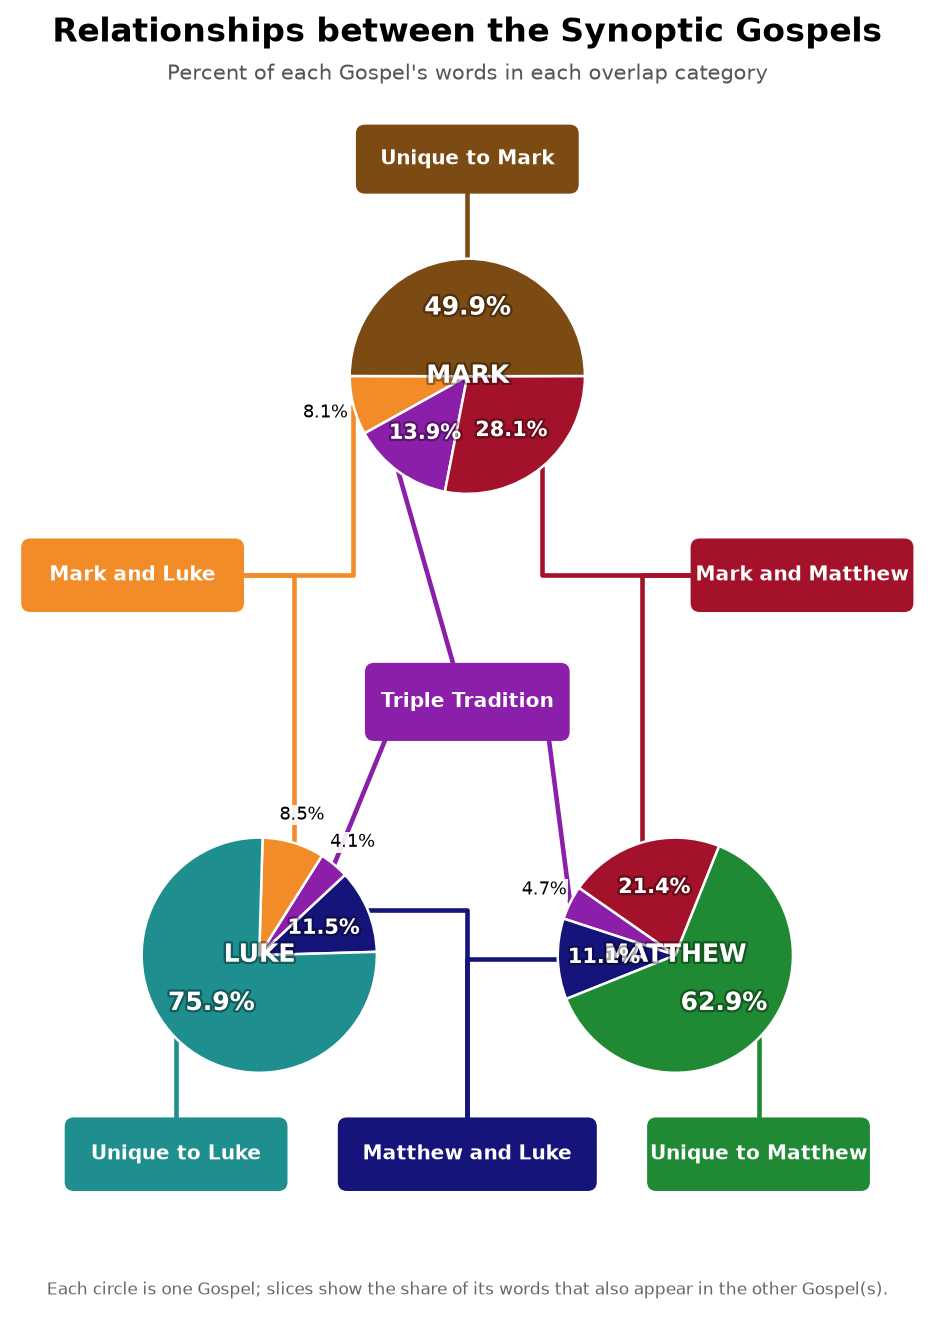 Relationships between the Synoptic Gospels
Percent of each Gospel's words in each overlap category
Unique to Mark
49.9%
MARK
8.1%
13.9%
28.1%
Mark and Luke
Mark and Matthew
Triple Tradition
8.5%
4.1%
4.7%
21.4%
11.5%
LUKE
11.1%
MATTHEW
75.9%
62.9%
Unique to Luke
Matthew and Luke
Unique to Matthew
Each circle is one Gospel; slices show the share of its words that also appear in the other Gospel(s).